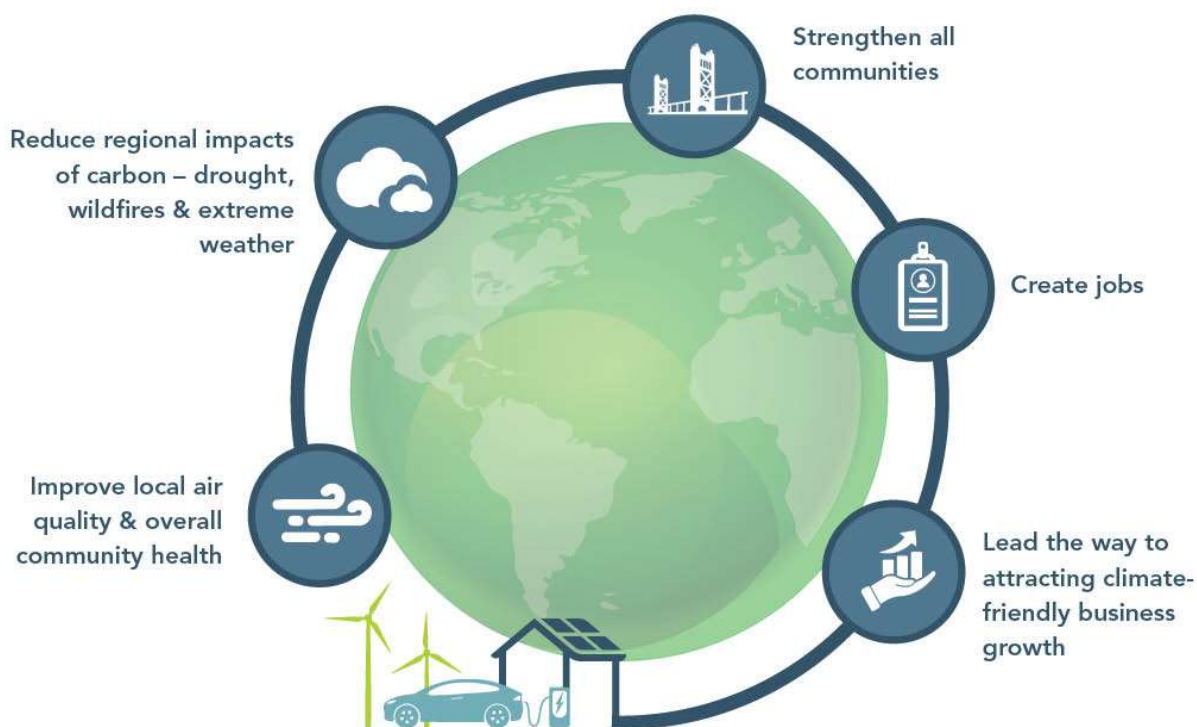 Strengthen all
communities
Reduce regional impacts
of carbon – drought,
wildfires & extreme
weather
Create jobs
Improve local air
quality & overall
community health
Lead the way to
attracting climate-
friendly business
growth